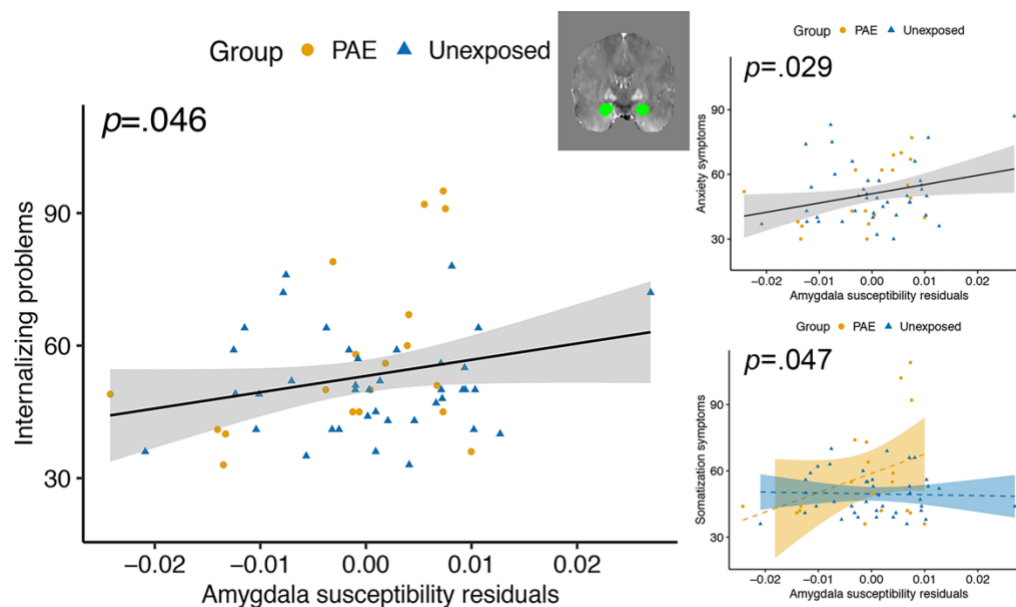 Group PAE Unexposed
p=.046
90
60
30
Internalizing problems
−0.02 −0.01 0.00 0.01 0.02
Amygdala susceptibility residuals
Group PAE Unexposed
p=.029
90
60
30
Anxiety symptoms
−0.02 −0.01 0.00 0.01 0.02
Amygdala susceptibility residuals
Group PAE Unexposed
p=.047
90
60
30
Somatization symptoms
−0.02 −0.01 0.00 0.01 0.02
Amygdala susceptibility residuals